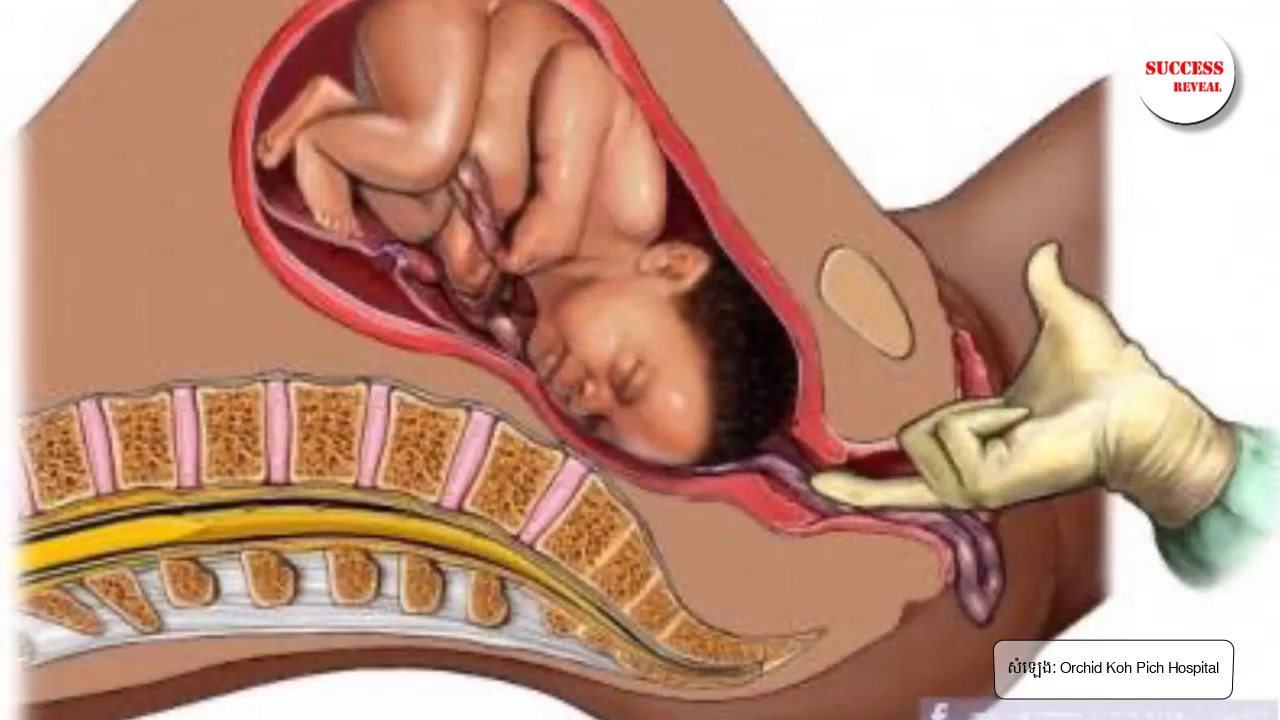 SUCCESS
REVEAL
សំឡេង: Orchid Koh Pich Hospital